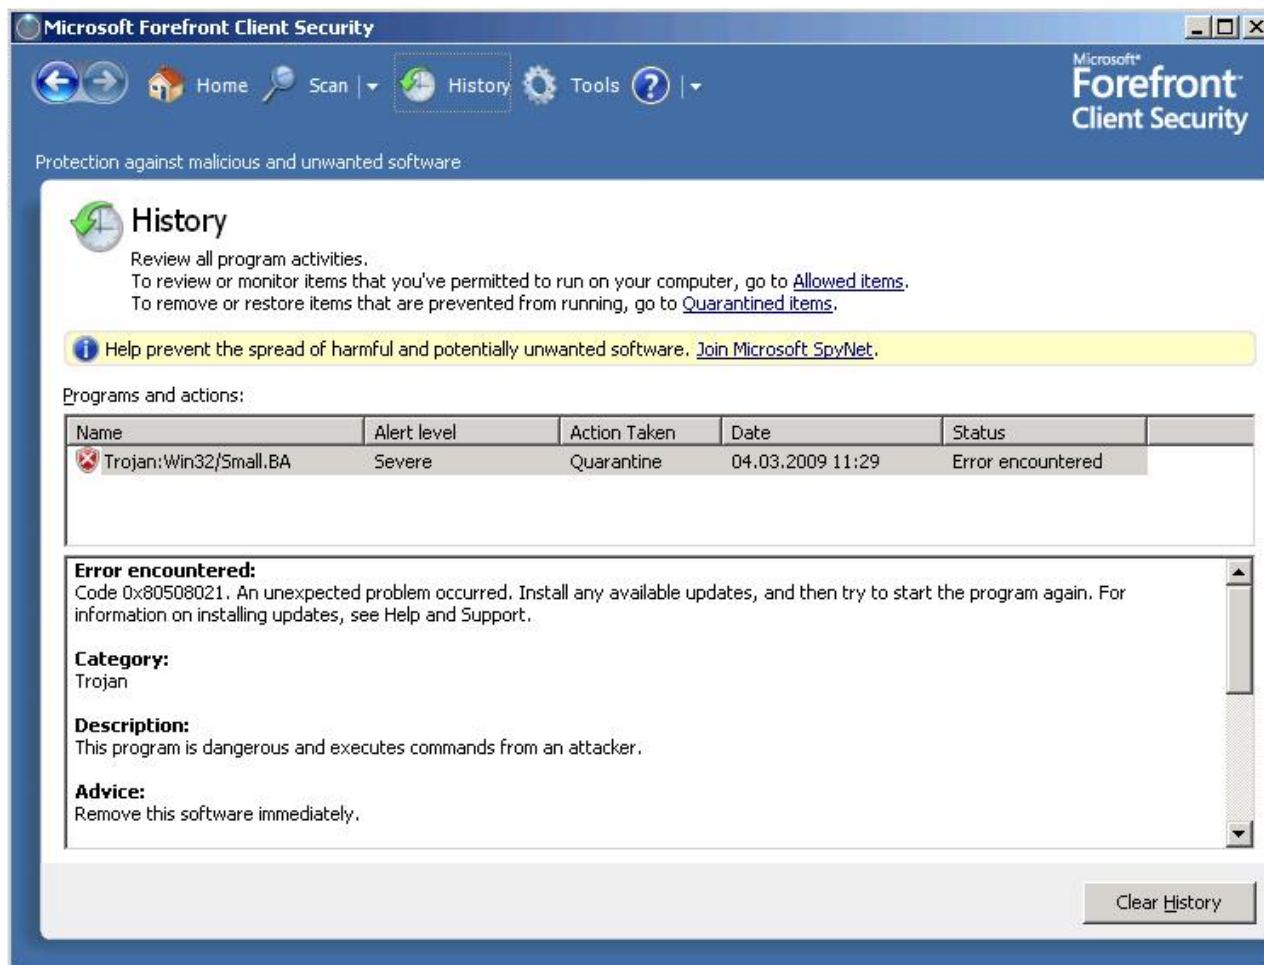 Microsoft Forefront Client Security
Home Scan History Tools ?
Microsoft®
Forefront
Client Security
Protection against malicious and unwanted software
History
Review all program activities.
To review or monitor items that you've permitted to run on your computer, go to Allowed items.
To remove or restore items that are prevented from running, go to Quarantined items.
Help prevent the spread of harmful and potentially unwanted software. Join Microsoft SpyNet.
Programs and actions:
Name Alert level Action Taken Date Status
Trojan:Win32/Small.BA Severe Quarantine 04.03.2009 11:29 Error encountered
Error encountered:
Code 0x80508021. An unexpected problem occurred. Install any available updates, and then try to start the program again. For
information on installing updates, see Help and Support.
Category:
Trojan
Description:
This program is dangerous and executes commands from an attacker.
Advice:
Remove this software immediately.
Clear History